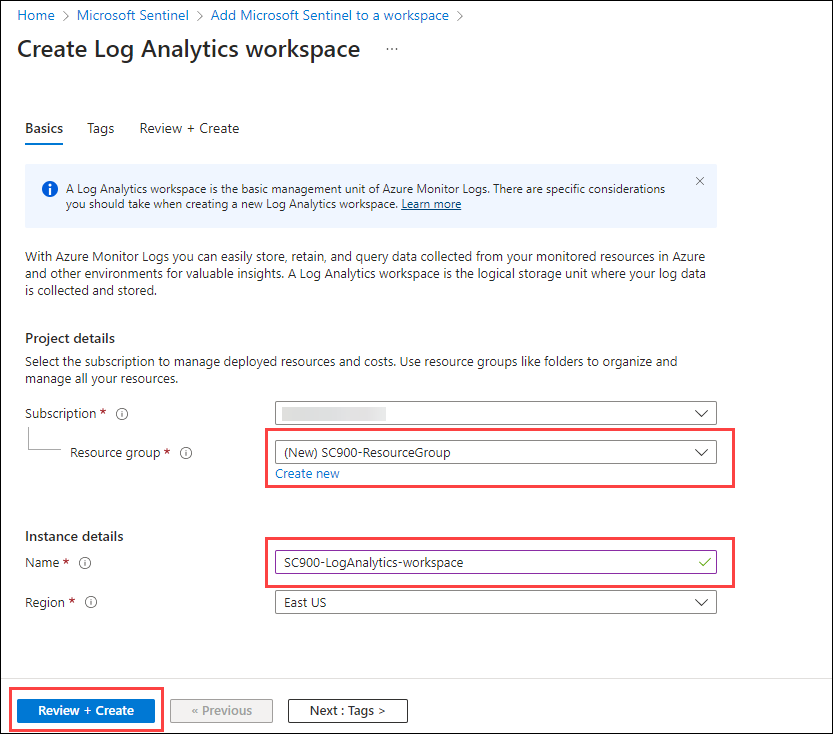 Home > Microsoft Sentinel > Add Microsoft Sentinel to a workspace >
Create Log Analytics workspace ...
Basics Tags Review + Create
A Log Analytics workspace is the basic management unit of Azure Monitor Logs. There are specific considerations
you should take when creating a new Log Analytics workspace. Learn more
With Azure Monitor Logs you can easily store, retain, and query data collected from your monitored resources in Azure
and other environments for valuable insights. A Log Analytics workspace is the logical storage unit where your log data
is collected and stored.
Project details
Select the subscription to manage deployed resources and costs. Use resource groups like folders to organize and
manage all your resources.
Subscription *
Resource group * (New) SC900-ResourceGroup
Create new
Instance details
Name * SC900-LogAnalytics-workspace
Region * East US
Review + Create « Previous Next : Tags >